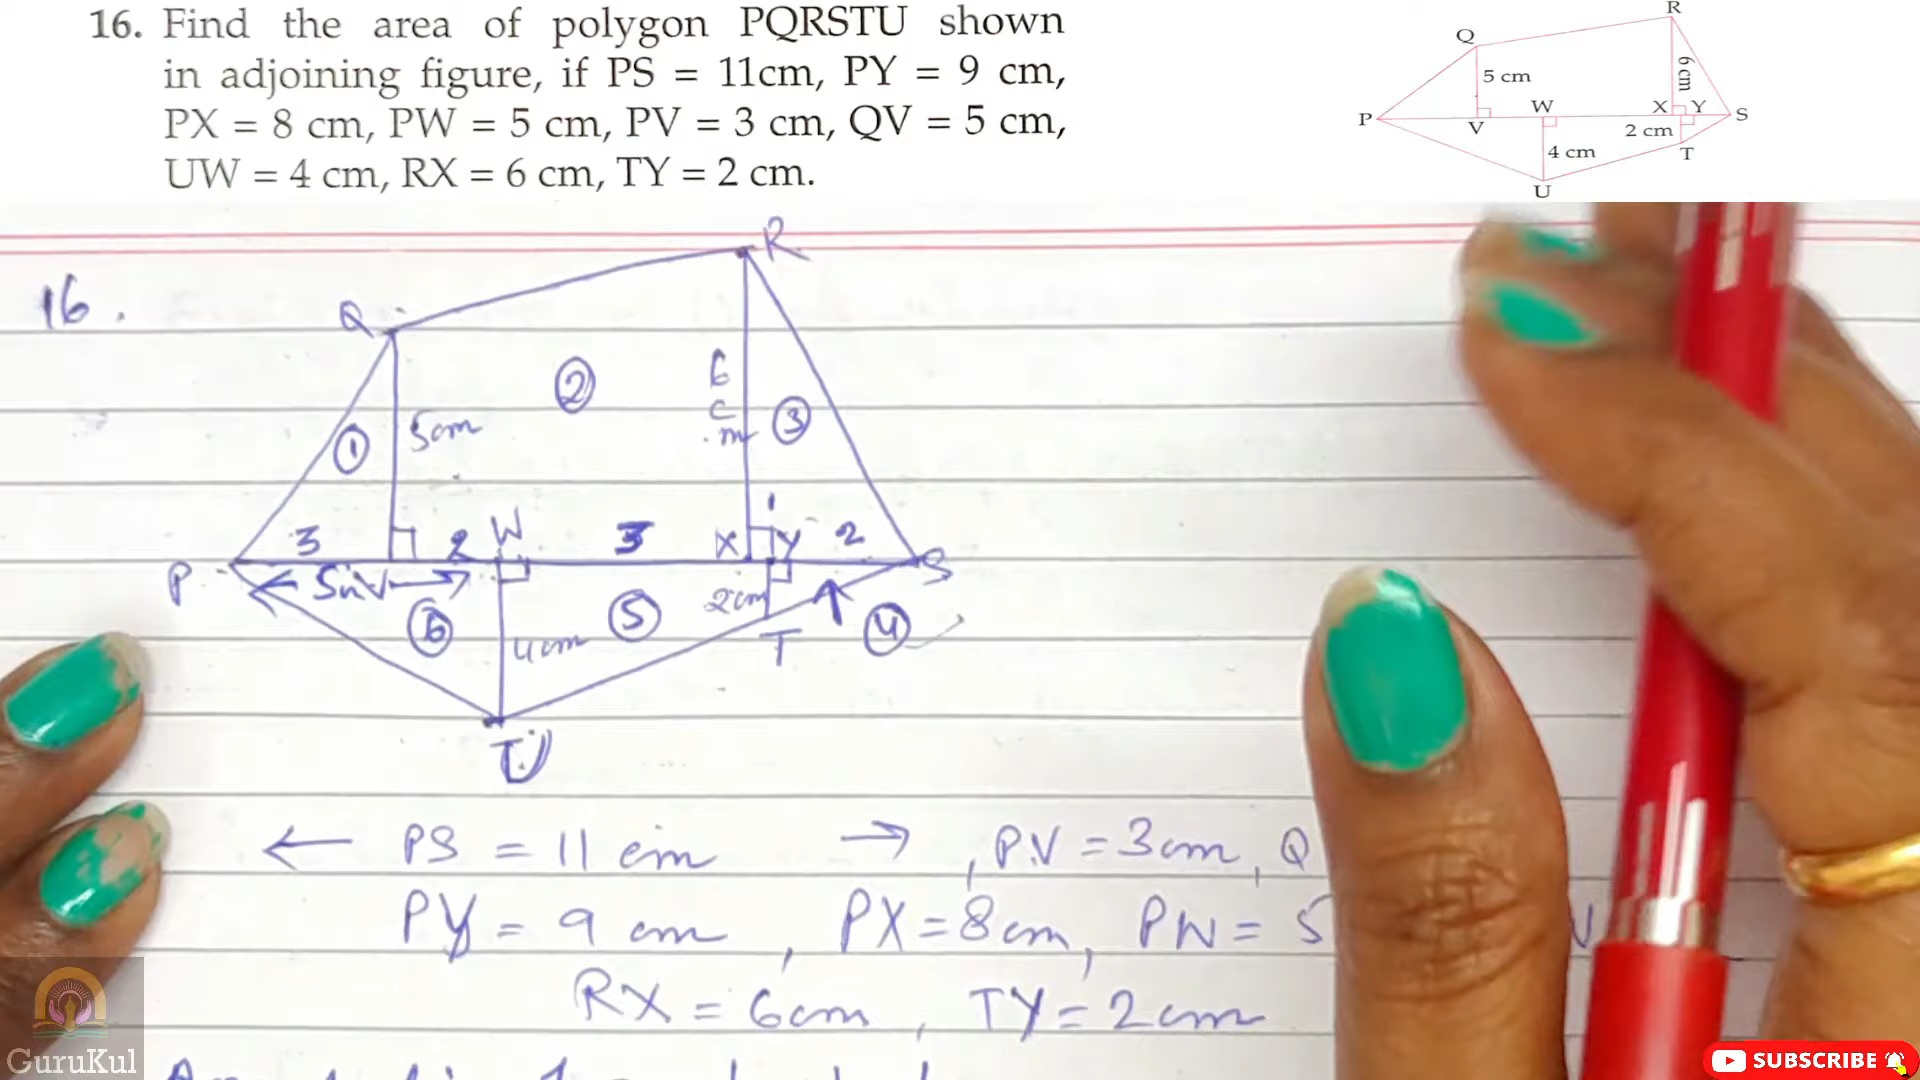 16. Find the area of polygon PQRSTU shown
in adjoining figure, if PS = 11cm, PY = 9 cm,
PX = 8 cm, PW = 5 cm, PV = 3 cm, QV = 5 cm,
UW = 4 cm, RX = 6 cm, TY = 2 cm.
R
Q
5 cm
6 cm
P
V
W
X
Y
S
2 cm
4 cm
T
U
16.
Q
R
①
5cm
②
6cm
③
3
2
W
3
X
1
Y
2
P
V
S
⑥
4cm
⑤
2cm
T
④
U
← PS = 11 cm → , PV = 3cm, Q
PY = 9 cm , PX = 8cm, PW = 5
RX = 6cm , TY = 2cm
GuruKul
SUBSCRIBE